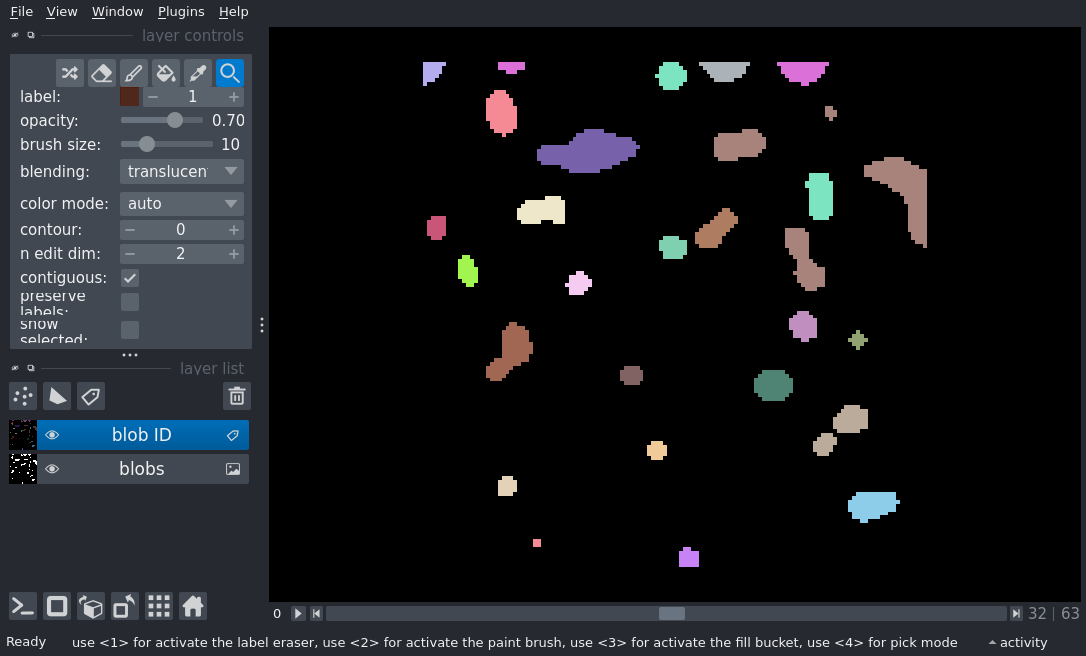 File View Window Plugins Help
layer controls
label: 1
opacity: 0.70
brush size: 10
blending: translucen
color mode: auto
contour: 0
n edit dim: 2
contiguous:
preserve
labels:
show
selected:
layer list
blob ID
blobs
0 32 63
Ready use <1> for activate the label eraser, use <2> for activate the paint brush, use <3> for activate the fill bucket, use <4> for pick mode activity